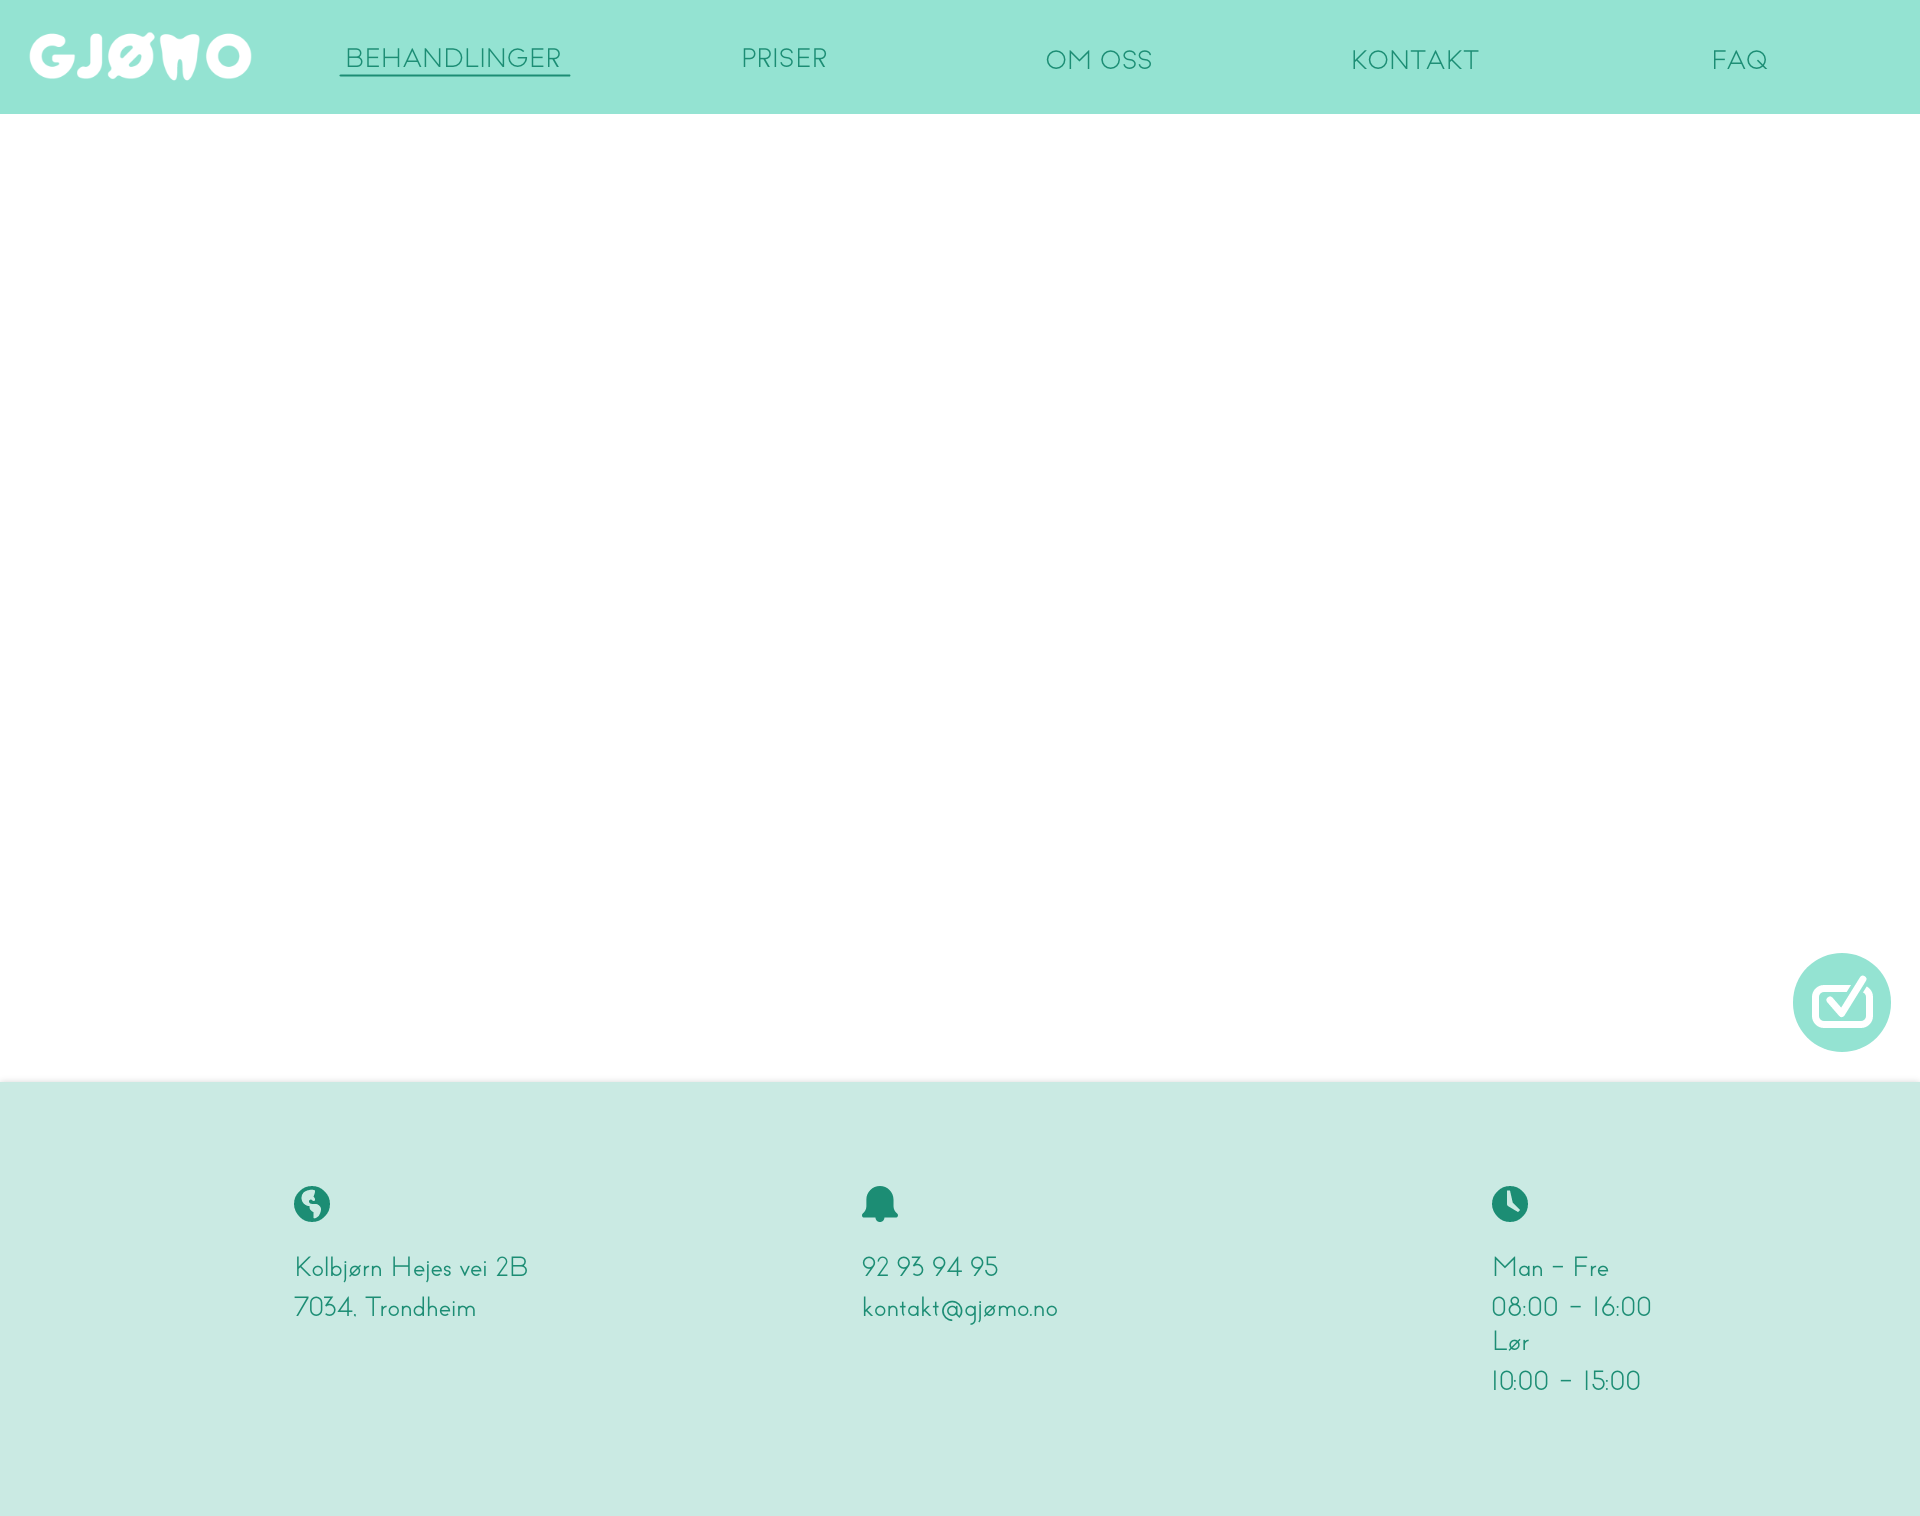 GJØMO
BEHANDLINGER
PRISER
OM OSS
KONTAKT
FAQ
Kolbjørn Hejes vei 2B
7034, Trondheim
92 93 94 95
kontakt@gjømo.no
Man - Fre
08:00 - 16:00
Lør
10:00 - 15:00